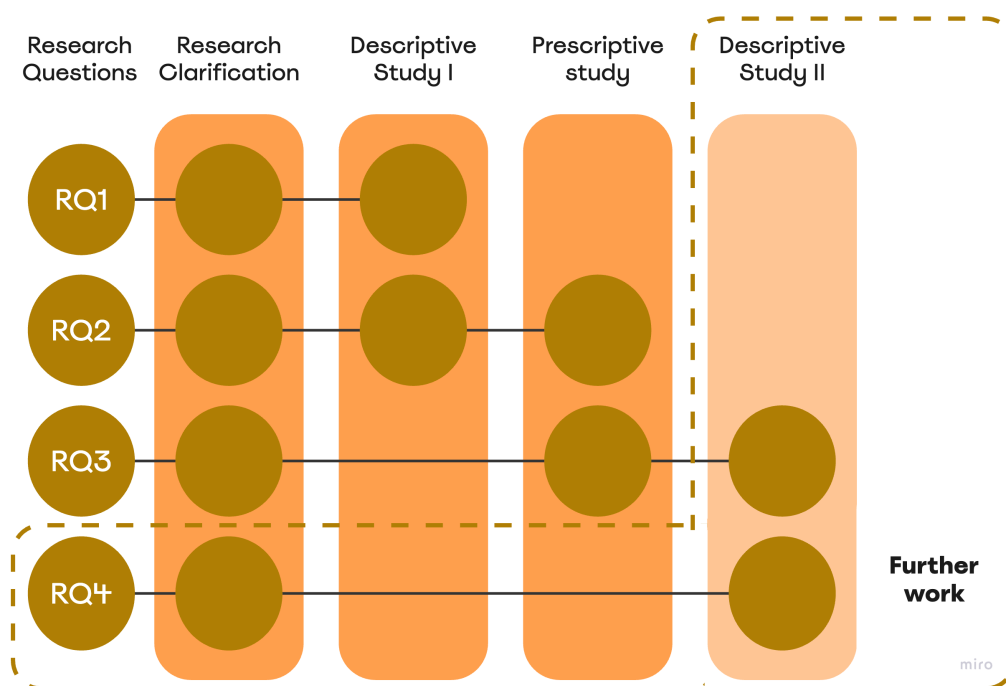 Research
Questions
Research
Clarification
Descriptive
Study I
Prescriptive
study
Descriptive
Study II
RQ1
RQ2
RQ3
RQ4
Further
work
miro